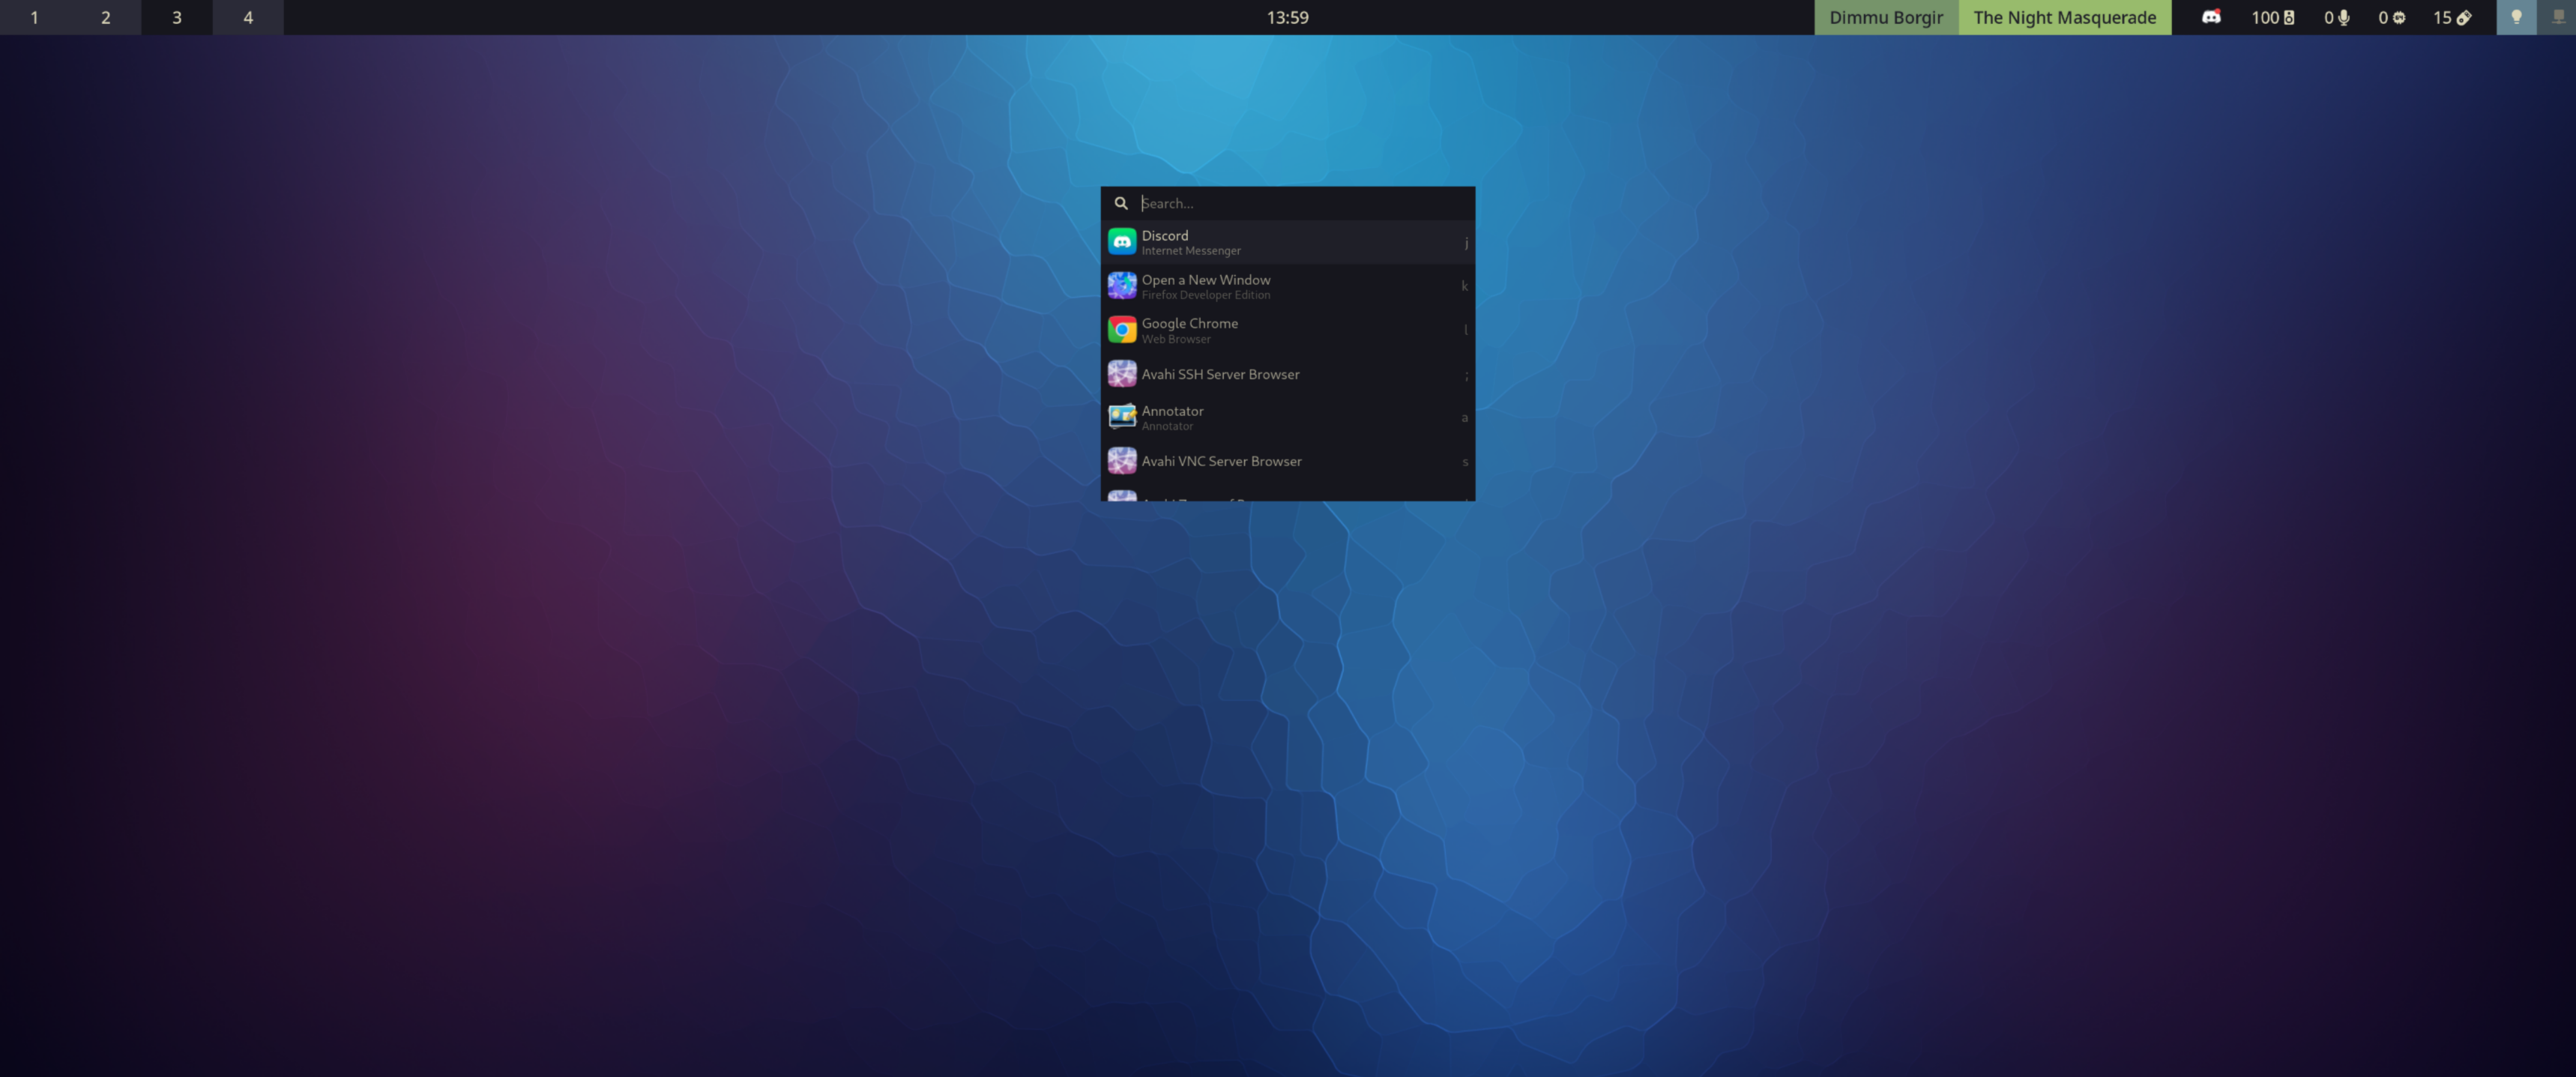 1 2 3 4 13:59 Dimmu Borgir The Night Masquerade 100 0 0 15
Search...
Discord j
Internet Messenger
Open a New Window k
Firefox Developer Edition
Google Chrome l
Web Browser
Avahi SSH Server Browser ;
Annotator a
Annotator
Avahi VNC Server Browser s